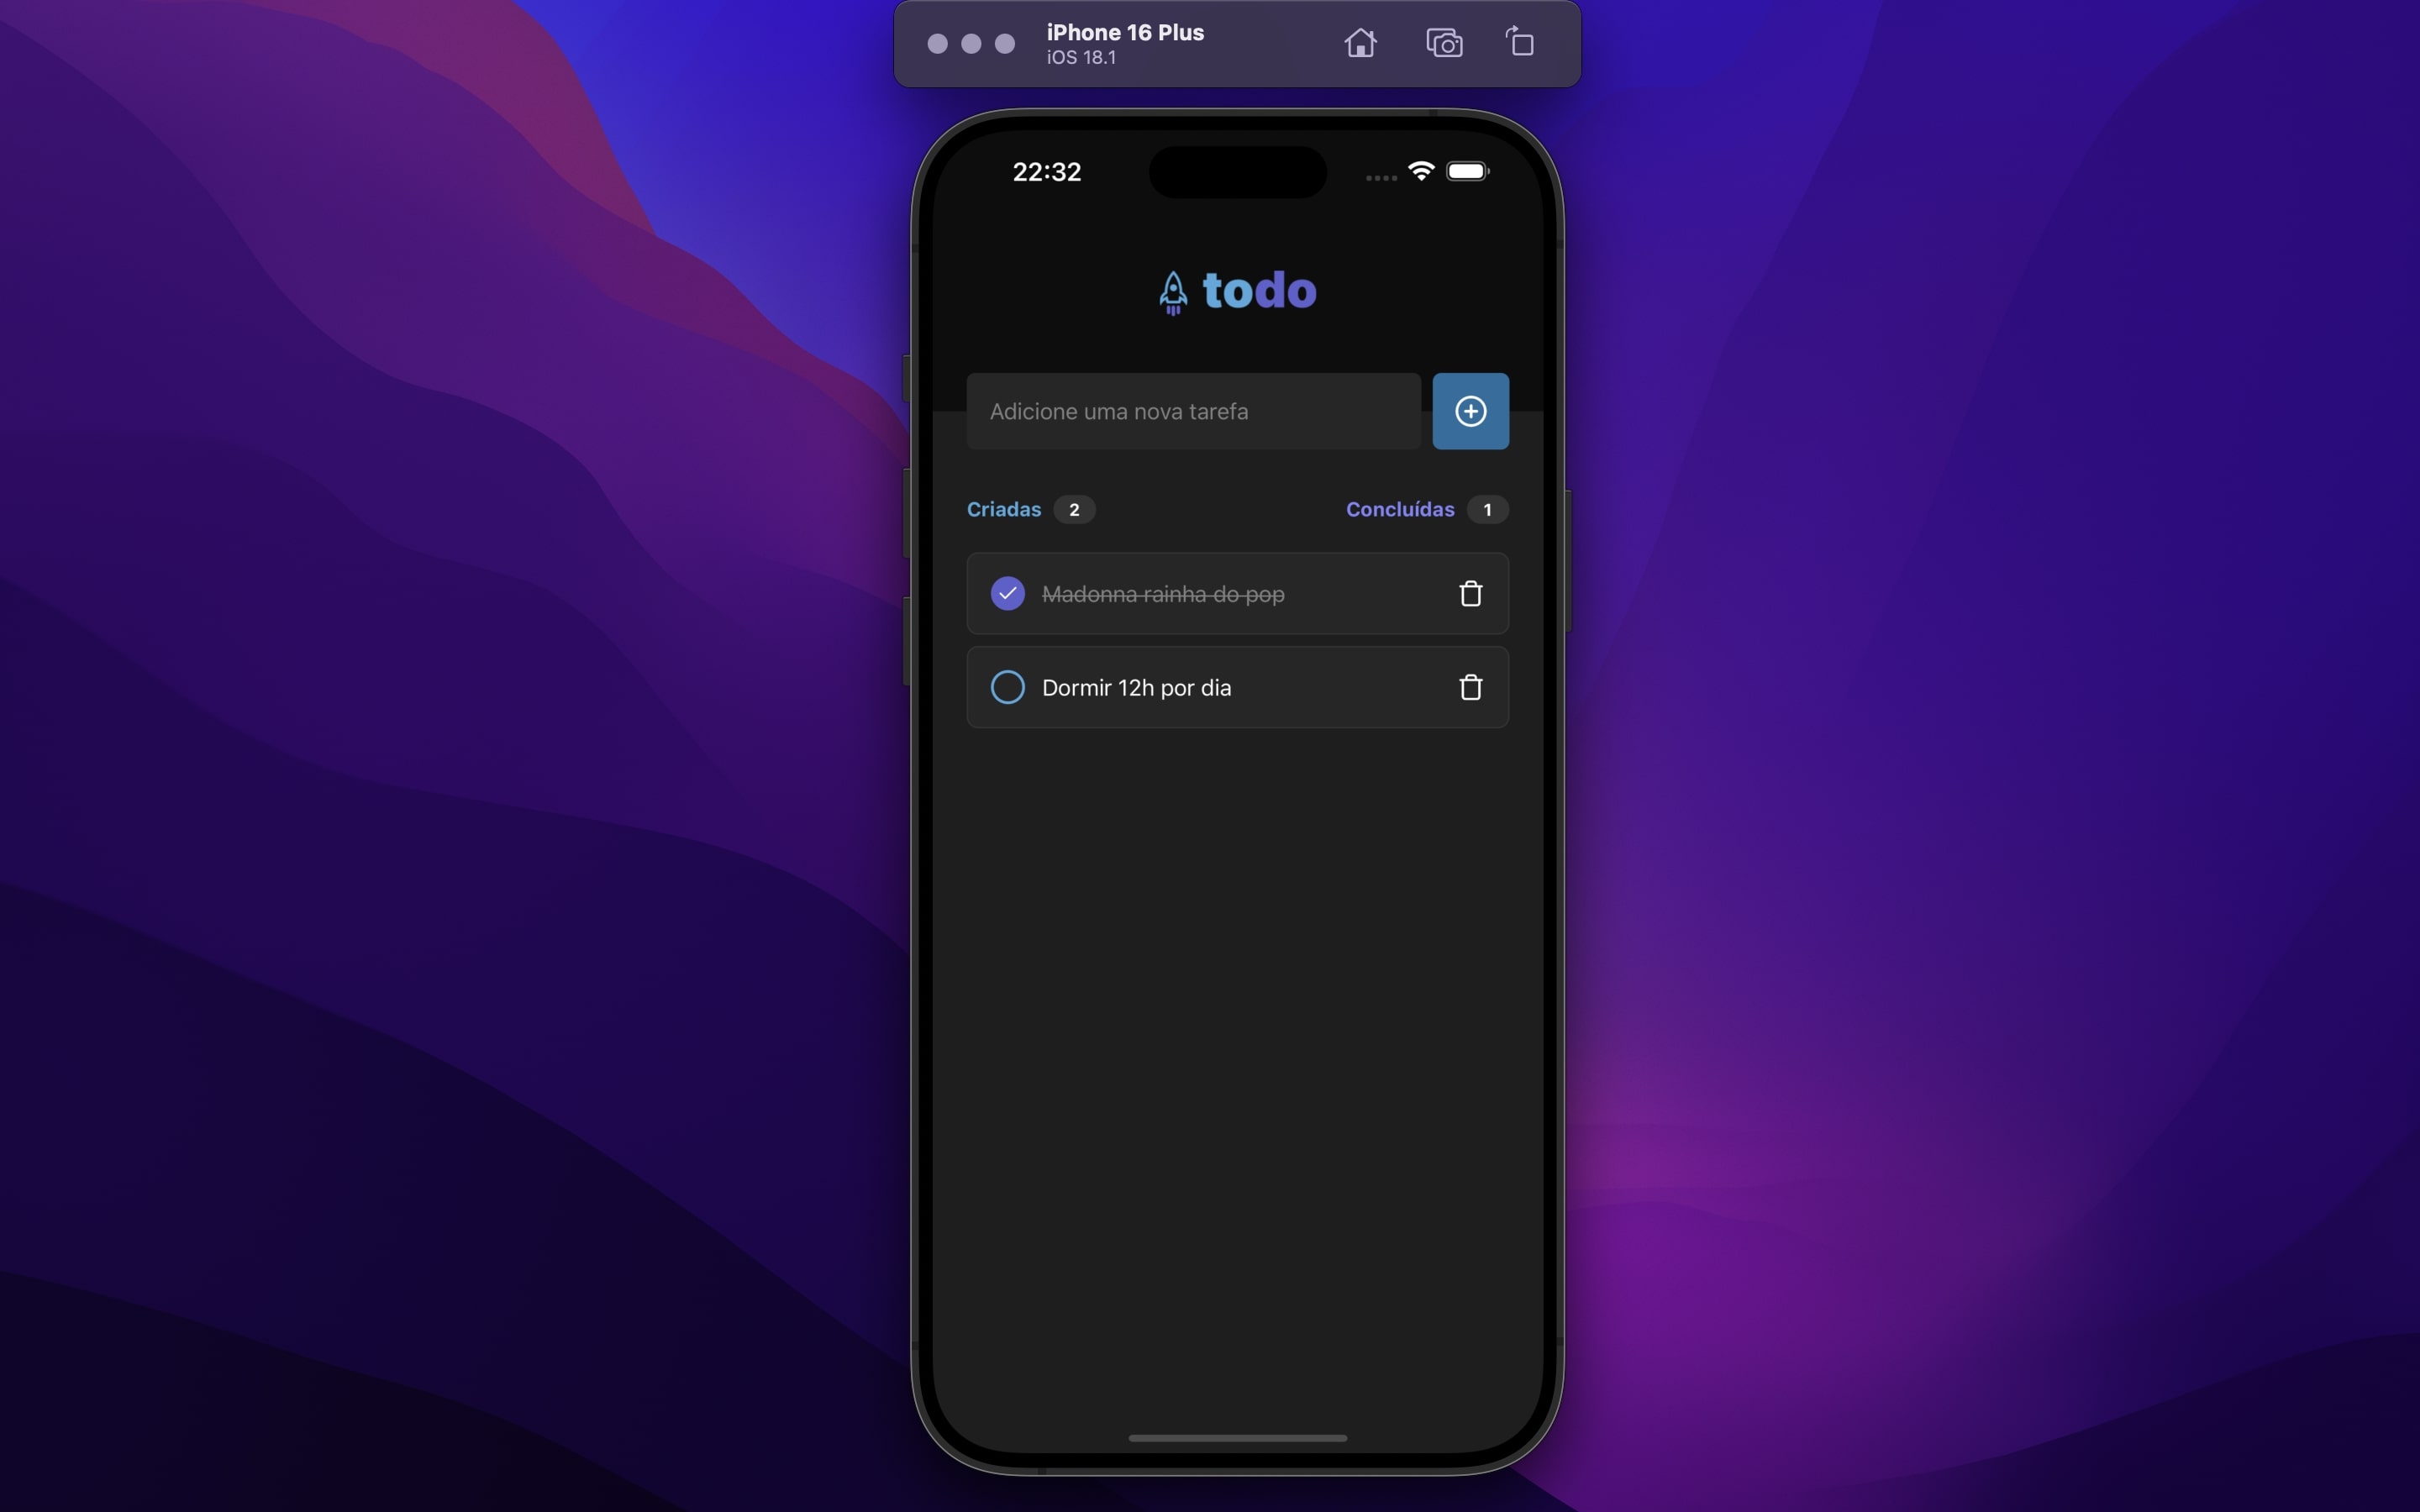 iPhone 16 Plus
iOS 18.1
22:32
todo
Adicione uma nova tarefa
Criadas 2
Concluídas 1
Madonna rainha do pop
Dormir 12h por dia